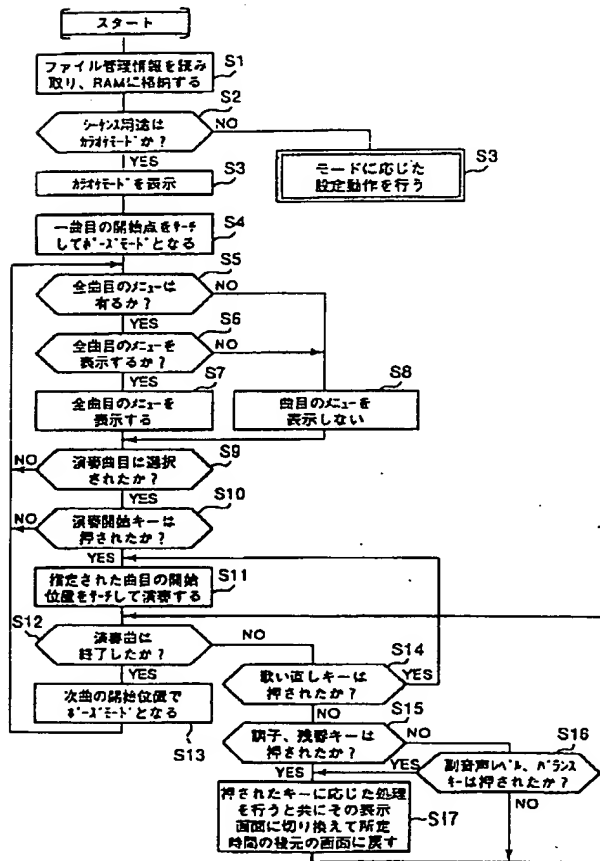 スタート
S1
ファイル管理情報を読み
取り、RAMに格納する
S2
シーケンス用途は
カラオケモードか？
NO
YES
S3
カラオケモードを表示
S3
モードに応じた
設定動作を行う
S4
一曲目の開始点をサーチ
してポーズモードとなる
S5
全曲目のメニューは
有るか？
NO
YES
S6
全曲目のメニューを
表示するか？
NO
YES
S7
全曲目のメニューを
表示する
S8
曲目のメニューを
表示しない
S9
NO
演奏曲目に選択
されたか？
YES
S10
NO
演奏開始キーは
押されたか？
YES
S11
指定された曲目の開始
位置をサーチして演奏する
S12
演奏曲は
終了したか？
NO
YES
S14
歌い直しキーは
押されたか？
YES
NO
次曲の開始位置で
ポーズモードとなる
S13
S15
調子、残響キーは
押されたか？
NO
YES
S16
副音声レベル、バランス
キーは押されたか？
YES
NO
S17
押されたキーに応じた処理
を行うと共にその表示
画面に切り換えて所定
時間の後元の画面に戻す